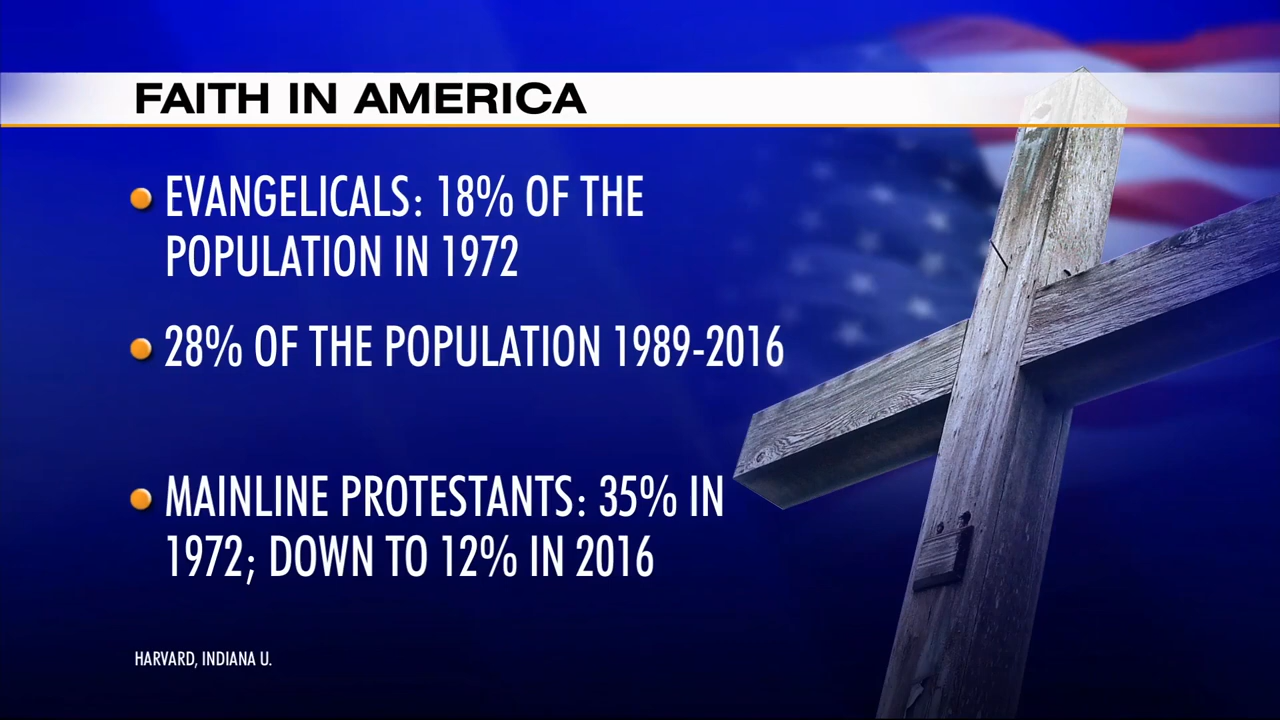 FAITH IN AMERICA
EVANGELICALS: 18% OF THE
POPULATION IN 1972
28% OF THE POPULATION 1989-2016
MAINLINE PROTESTANTS: 35% IN
1972; DOWN TO 12% IN 2016
HARVARD, INDIANA U.